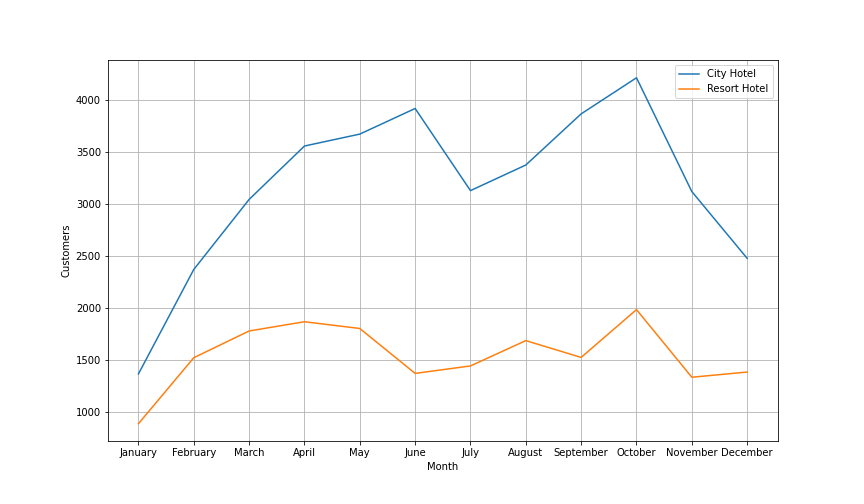 City Hotel
Resort Hotel
4000
3500
3000
2500
2000
1500
1000
Customers
January February March April May June July August September October November December
Month